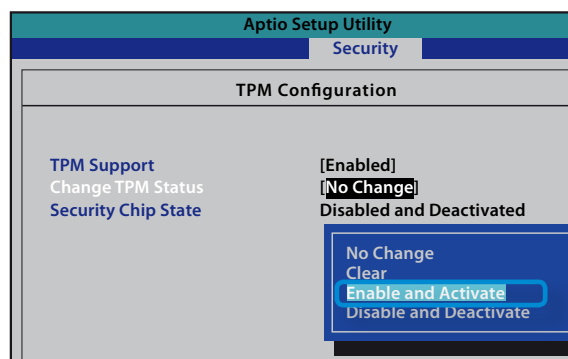 Aptio Setup Utility
Security
TPM Configuration
TPM Support [Enabled]
Change TPM Status [No Change]
Security Chip State Disabled and Deactivated
No Change
Clear
Enable and Activate
Disable and Deactivate